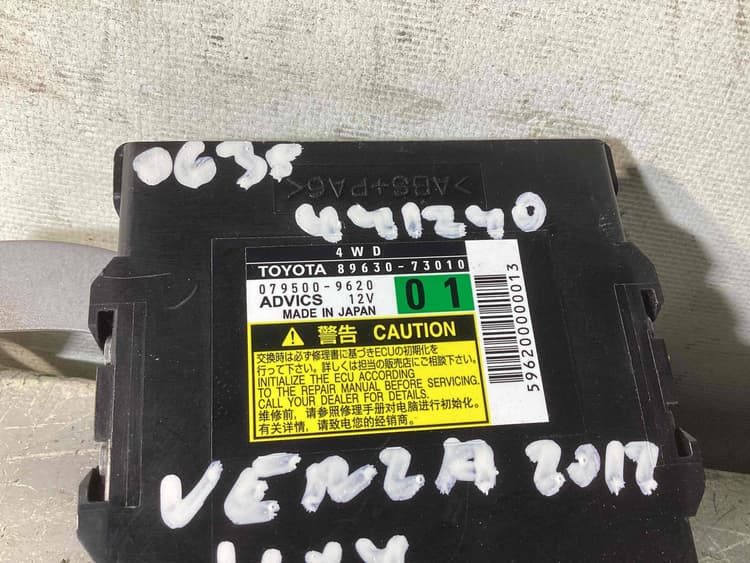 0635
>ABS+PA6<
441240
4WD
TOYOTA 89630-73010
079500-9620
ADVICS 12V
MADE IN JAPAN
01
596200000013
警告 CAUTION
交換時は必ず修理書に基づきECUの初期化を
行って下さい。詳しくは担当の販売店にご相談下さい。
INITIALIZE THE ECU ACCORDING
TO THE REPAIR MANUAL BEFORE SERVICING.
CALL YOUR DEALER FOR DETAILS.
维修前，请参照修理手册对电脑进行初始化。
有关详情，请致电您的经销商。
VENZA 2012